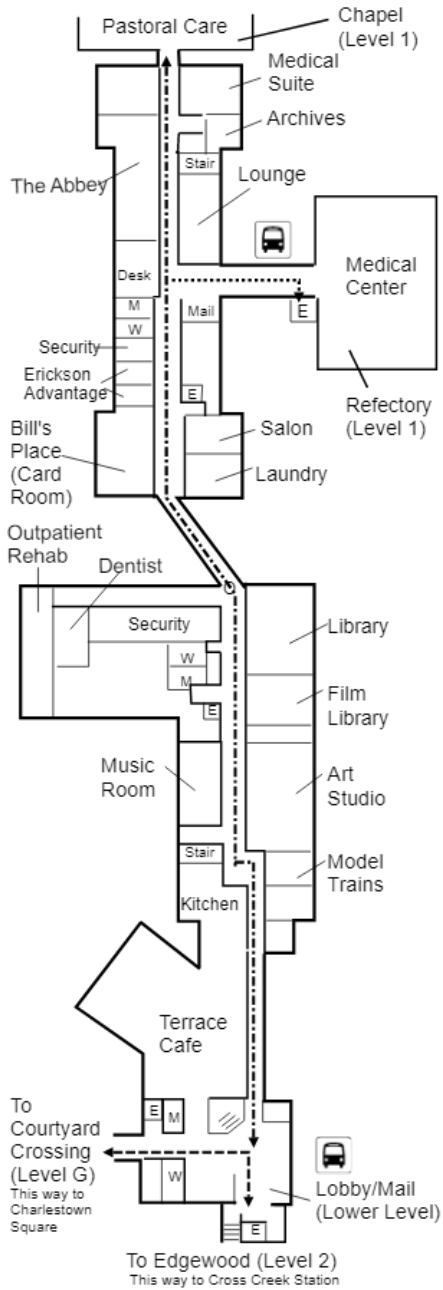 Pastoral Care
Chapel
(Level 1)
Medical
Suite
Archives
Stair
Lounge
The Abbey
Desk
M
W
Security
Erickson
Advantage
Mail
E
E
Medical
Center
Refectory
(Level 1)
Bill's
Place
(Card
Room)
Salon
Laundry
Outpatient
Rehab
Dentist
Security
W
M
E
Library
Film
Library
Music
Room
Art
Studio
Stair
Model
Trains
Kitchen
Terrace
Cafe
E
M
W
To
Courtyard
Crossing
(Level G)
This way to
Charlestown
Square
Lobby/Mail
(Lower Level)
E
To Edgewood (Level 2)
This way to Cross Creek Station